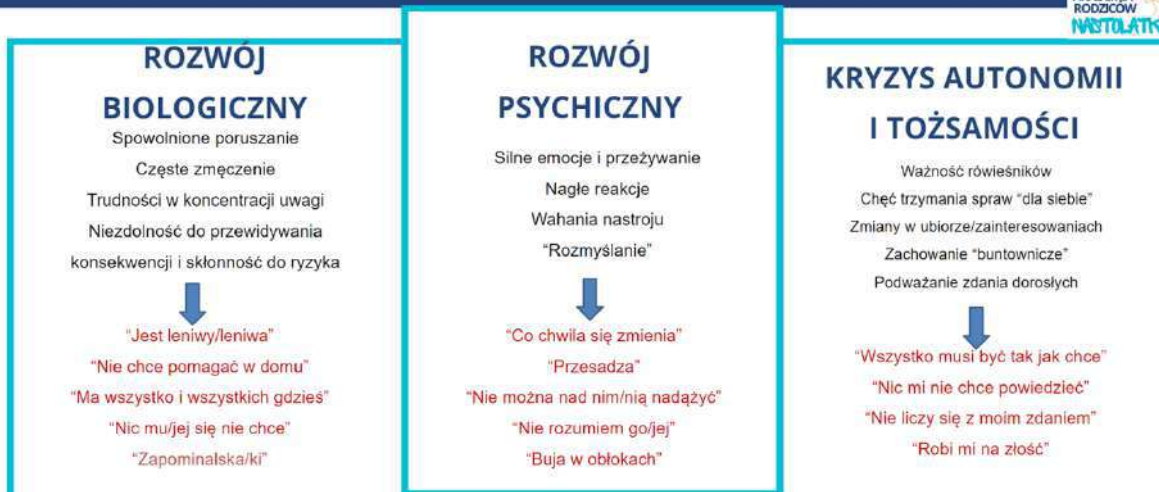 RODZICÓW
NASTOLATK
ROZWÓJ
BIOLOGICZNY
Spowolnione poruszanie
Częste zmęczenie
Trudności w koncentracji uwagi
Niezdolność do przewidywania
konsekwencji i skłonność do ryzyka
"Jest leniwy/leniwa"
"Nie chce pomagać w domu"
"Ma wszystko i wszystkich gdzieś"
"Nic mu/jej się nie chce"
"Zapominalska/ki"
ROZWÓJ
PSYCHICZNY
Silne emocje i przeżywanie
Nagłe reakcje
Wahania nastroju
"Rozmyślanie"
"Co chwila się zmienia"
"Przesadza"
"Nie można nad nim/nią nadążyć"
"Nie rozumiem go/jej"
"Buja w obłokach"
KRYZYS AUTONOMII
I TOŻSAMOŚCI
Ważność rówieśników
Chęć trzymania spraw "dla siebie"
Zmiany w ubiorze/zainteresowaniach
Zachowanie "buntownicze"
Podważanie zdania dorosłych
"Wszystko musi być tak jak chce"
"Nic mi nie chce powiedzieć"
"Nie liczy się z moim zdaniem"
"Robi mi na złość"